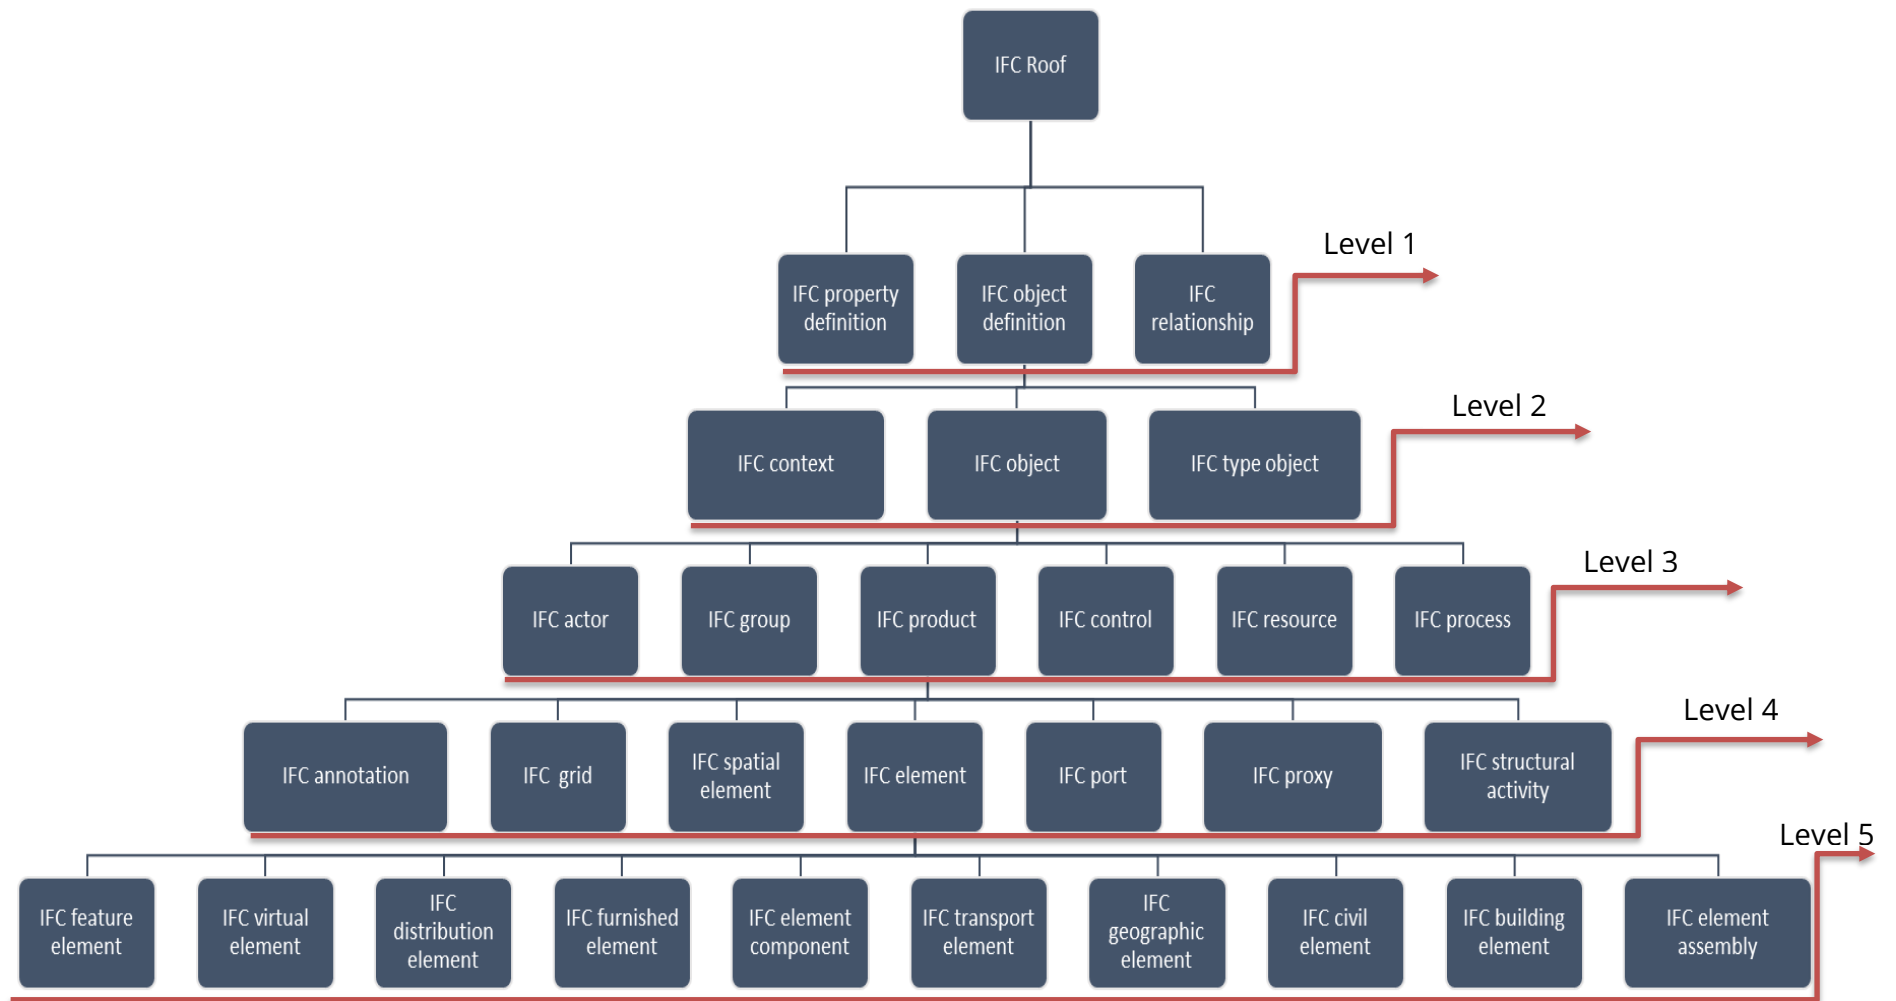 IFC Roof
Level 1
IFC property
definition
IFC object
definition
IFC
relationship
Level 2
IFC context
IFC object
IFC type object
Level 3
IFC actor
IFC group
IFC product
IFC control
IFC resource
IFC process
Level 4
IFC annotation
IFC grid
IFC spatial
element
IFC element
IFC port
IFC proxy
IFC structural
activity
Level 5
IFC feature
element
IFC virtual
element
IFC
distribution
element
IFC furnished
element
IFC element
component
IFC transport
element
IFC
geographic
element
IFC civil
element
IFC building
element
IFC element
assembly